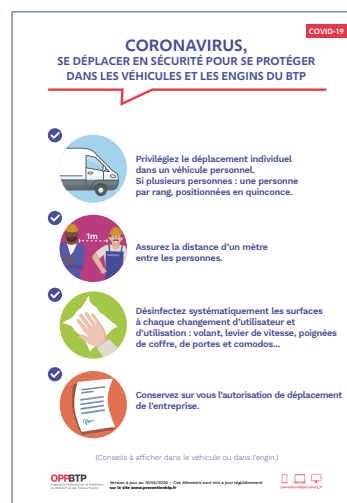 COVID-19
CORONAVIRUS,
SE DÉPLACER EN SÉCURITÉ POUR SE PROTÉGER
DANS LES VÉHICULES ET LES ENGINS DU BTP
Privilégiez le déplacement individuel
dans un véhicule personnel.
Si plusieurs personnes : une personne
par rang, positionnées en quinconce.
1m
Assurez la distance d'un mètre
entre les personnes.
Désinfectez systématiquement les surfaces
à chaque changement d'utilisateur et
d'utilisation : volant, levier de vitesse, poignées
de coffre, de portes et comodos...
Conservez sur vous l'autorisation de déplacement
de l'entreprise.
(Conseils à afficher dans le véhicule ou dans l'engin.)
OPPBTP
Version à jour au 10/06/2020 – Ces éléments sont mis à jour régulièrement
sur le site www.preventionbtp.fr
preventionbtp.fr